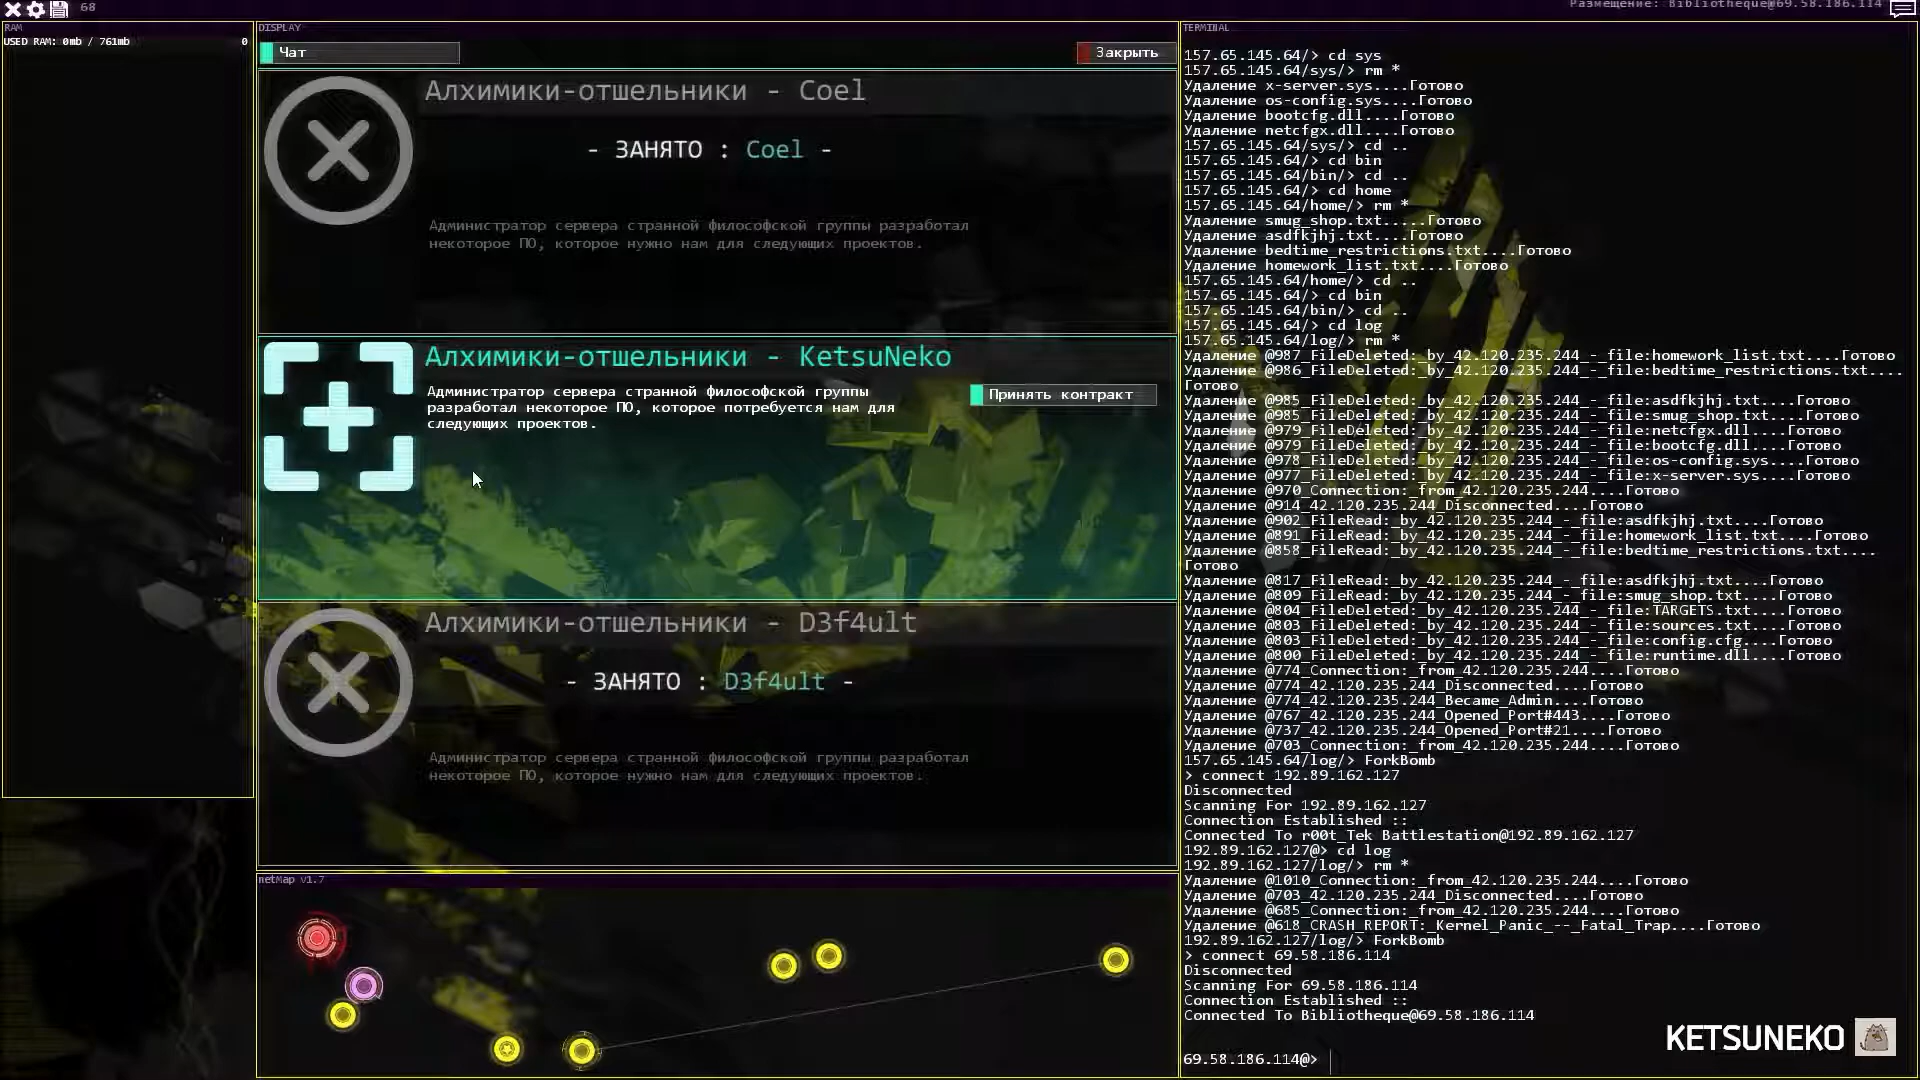 68
Размещение: Bibliotheque@69.58.186.114
RAM
USED RAM: 0mb / 761mb
0
DISPLAY
Чат
Закрыть
Алхимики-отшельники - Coel
- ЗАНЯТО : Coel -
Администратор сервера странной философской группы разработал
некоторое ПО, которое нужно нам для следующих проектов.
Алхимики-отшельники - KetsuNeko
Администратор сервера странной философской группы
разработал некоторое ПО, которое потребуется нам для
следующих проектов.
Принять контракт
Алхимики-отшельники - D3f4ult
- ЗАНЯТО : D3f4ult -
Администратор сервера странной философской группы разработал
некоторое ПО, которое нужно нам для следующих проектов.
netMap v1.7
TERMINAL
157.65.145.64/> cd sys
157.65.145.64/sys/> rm *
Удаление x-server.sys....Готово
Удаление os-config.sys....Готово
Удаление bootcfg.dll....Готово
Удаление netcfgx.dll....Готово
157.65.145.64/sys/> cd ..
157.65.145.64/> cd bin
157.65.145.64/bin/> cd ..
157.65.145.64/> cd home
157.65.145.64/home/> rm *
Удаление smug_shop.txt.....Готово
Удаление asdfkjhj.txt....Готово
Удаление bedtime_restrictions.txt....Готово
Удаление homework_list.txt....Готово
157.65.145.64/home/> cd ..
157.65.145.64/> cd bin
157.65.145.64/bin/> cd ..
157.65.145.64/> cd log
157.65.145.64/log/> rm *
Удаление @987_FileDeleted:_by_42.120.235.244_-_file:homework_list.txt....Готово
Удаление @986_FileDeleted:_by_42.120.235.244_-_file:bedtime_restrictions.txt....
Готово
Удаление @985_FileDeleted:_by_42.120.235.244_-_file:asdfkjhj.txt....Готово
Удаление @985_FileDeleted:_by_42.120.235.244_-_file:smug_shop.txt....Готово
Удаление @979_FileDeleted:_by_42.120.235.244_-_file:netcfgx.dll....Готово
Удаление @979_FileDeleted:_by_42.120.235.244_-_file:bootcfg.dll....Готово
Удаление @978_FileDeleted:_by_42.120.235.244_-_file:os-config.sys....Готово
Удаление @977_FileDeleted:_by_42.120.235.244_-_file:x-server.sys....Готово
Удаление @970_Connection:_from_42.120.235.244....Готово
Удаление @914_42.120.235.244_Disconnected....Готово
Удаление @902_FileRead:_by_42.120.235.244_-_file:asdfkjhj.txt....Готово
Удаление @891_FileRead:_by_42.120.235.244_-_file:homework_list.txt....Готово
Удаление @858_FileRead:_by_42.120.235.244_-_file:bedtime_restrictions.txt....
Готово
Удаление @817_FileRead:_by_42.120.235.244_-_file:asdfkjhj.txt....Готово
Удаление @809_FileRead:_by_42.120.235.244_-_file:smug_shop.txt....Готово
Удаление @804_FileDeleted:_by_42.120.235.244_-_file:TARGETS.txt....Готово
Удаление @803_FileDeleted:_by_42.120.235.244_-_file:sources.txt....Готово
Удаление @803_FileDeleted:_by_42.120.235.244_-_file:config.cfg....Готово
Удаление @800_FileDeleted:_by_42.120.235.244_-_file:runtime.dll....Готово
Удаление @774_Connection:_from_42.120.235.244....Готово
Удаление @774_42.120.235.244_Disconnected....Готово
Удаление @774_42.120.235.244_Became_Admin....Готово
Удаление @767_42.120.235.244_Opened_Port#443....Готово
Удаление @737_42.120.235.244_Opened_Port#21....Готово
Удаление @703_Connection:_from_42.120.235.244....Готово
157.65.145.64/log/> ForkBomb
> connect 192.89.162.127
Disconnected
Scanning For 192.89.162.127
Connection Established ::
Connected To r00t_Tek Battlestation@192.89.162.127
192.89.162.127@> cd log
192.89.162.127/log/> rm *
Удаление @1010_Connection:_from_42.120.235.244....Готово
Удаление @703_42.120.235.244_Disconnected....Готово
Удаление @685_Connection:_from_42.120.235.244....Готово
Удаление @618_CRASH_REPORT:_Kernel_Panic_--_Fatal_Trap....Готово
192.89.162.127/log/> ForkBomb
> connect 69.58.186.114
Disconnected
Scanning For 69.58.186.114
Connection Established ::
Connected To Bibliotheque@69.58.186.114
KETSUNEKO
69.58.186.114@>